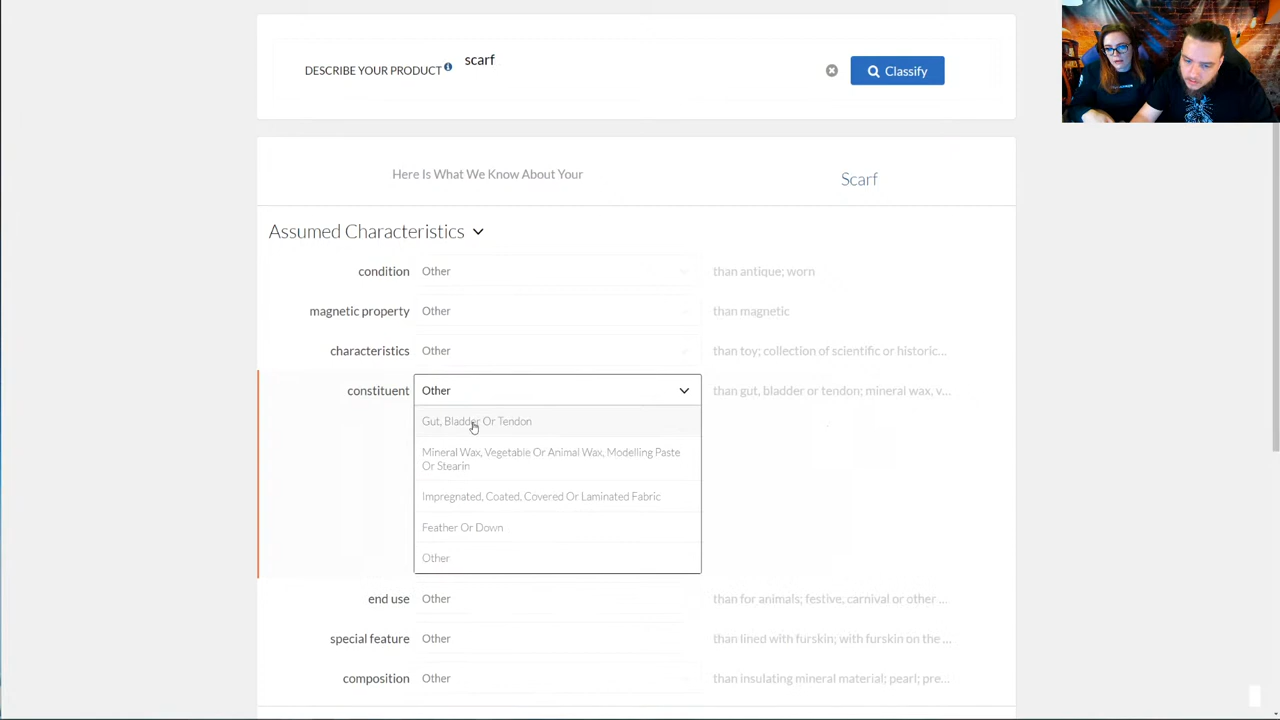 scarf
DESCRIBE YOUR PRODUCT
Classify
Here Is What We Know About Your
Scarf
Assumed Characteristics
condition Other than antique; worn
magnetic property Other than magnetic
characteristics Other than toy; collection of scientific or historic...
constituent Other than gut, bladder or tendon; mineral wax, v...
Gut, Bladder Or Tendon
Mineral Wax, Vegetable Or Animal Wax, Modelling Paste
Or Stearin
Impregnated, Coated, Covered Or Laminated Fabric
Feather Or Down
Other
end use Other than for animals; festive, carnival or other ...
special feature Other than lined with furskin; with furskin on the ...
composition Other than insulating mineral material; pearl; pre...